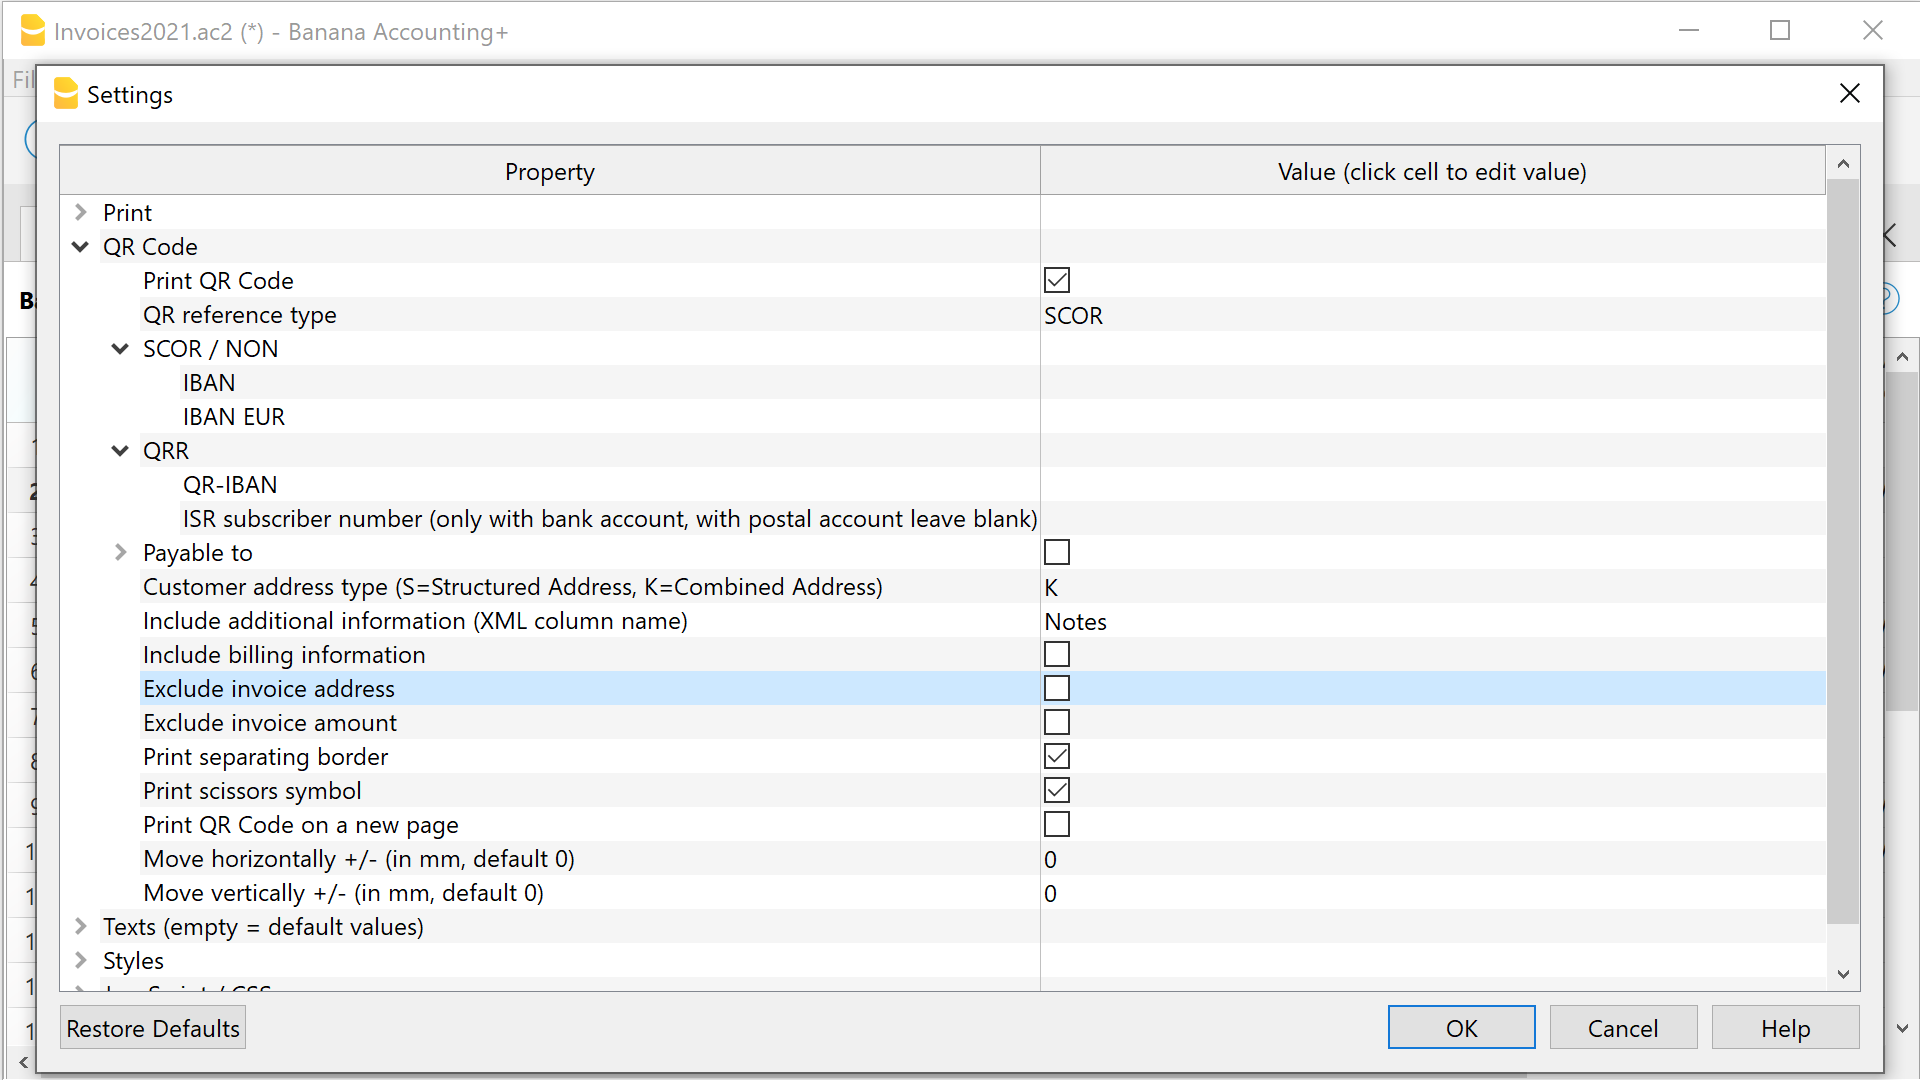 Invoices2021.ac2 (*) - Banana Accounting+
Fil
Settings
Property
Value (click cell to edit value)
Print
QR Code
Print QR Code
QR reference type
SCOR
SCOR / NON
IBAN
IBAN EUR
QRR
QR-IBAN
ISR subscriber number (only with bank account, with postal account leave blank)
Payable to
Customer address type (S=Structured Address, K=Combined Address)
K
Include additional information (XML column name)
Notes
Include billing information
Exclude invoice address
Exclude invoice amount
Print separating border
Print scissors symbol
Print QR Code on a new page
Move horizontally +/- (in mm, default 0)
0
Move vertically +/- (in mm, default 0)
0
Texts (empty = default values)
Styles
Restore Defaults
OK
Cancel
Help